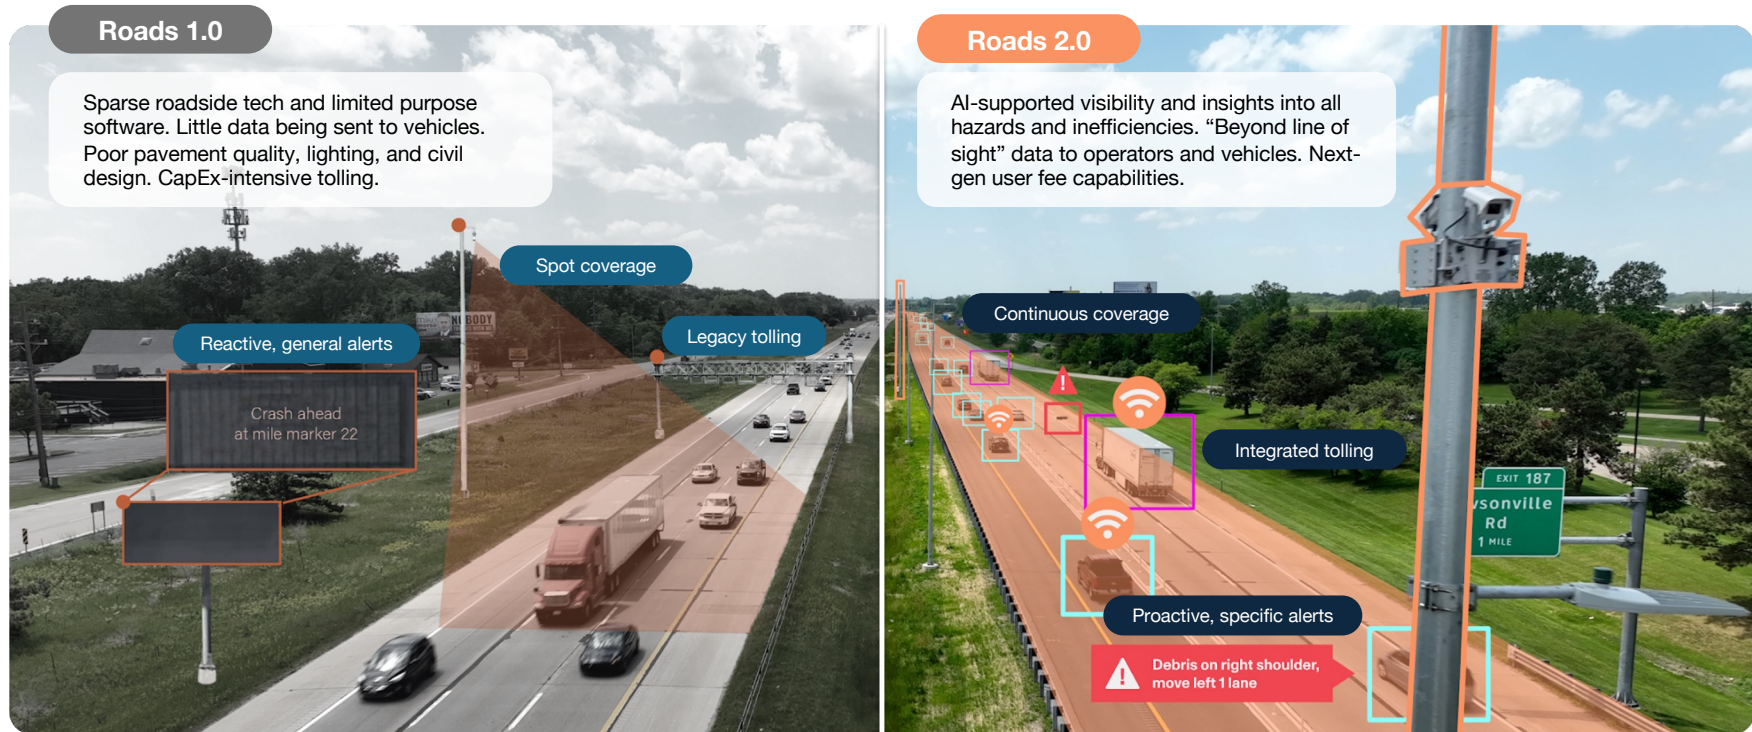 Roads 1.0
Sparse roadside tech and limited purpose
software. Little data being sent to vehicles.
Poor pavement quality, lighting, and civil
design. CapEx-intensive tolling.
Spot coverage
Legacy tolling
Reactive, general alerts
NOBODY
Crash ahead
at mile marker 22
Roads 2.0
AI-supported visibility and insights into all
hazards and inefficiencies. “Beyond line of
sight” data to operators and vehicles. Next-
gen user fee capabilities.
Continuous coverage
Integrated tolling
EXIT 187
wsonville
Rd
1 MILE
Proactive, specific alerts
Debris on right shoulder,
move left 1 lane